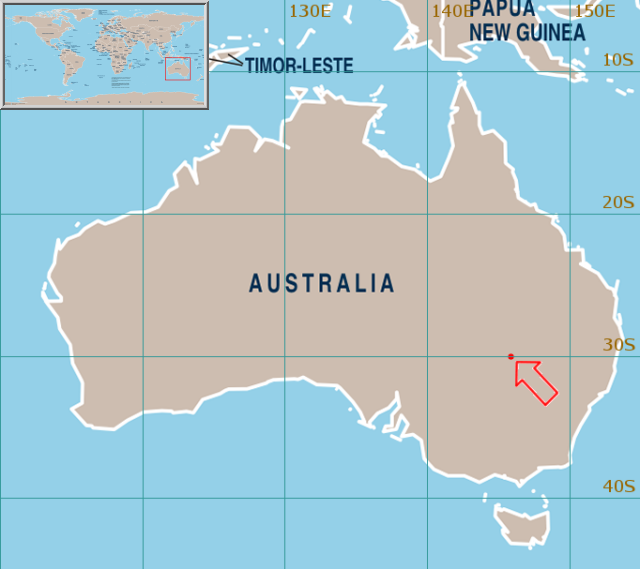 130E
140E
150E
PAPUA
NEW GUINEA
10S
TIMOR-LESTE
20S
AUSTRALIA
30S
40S